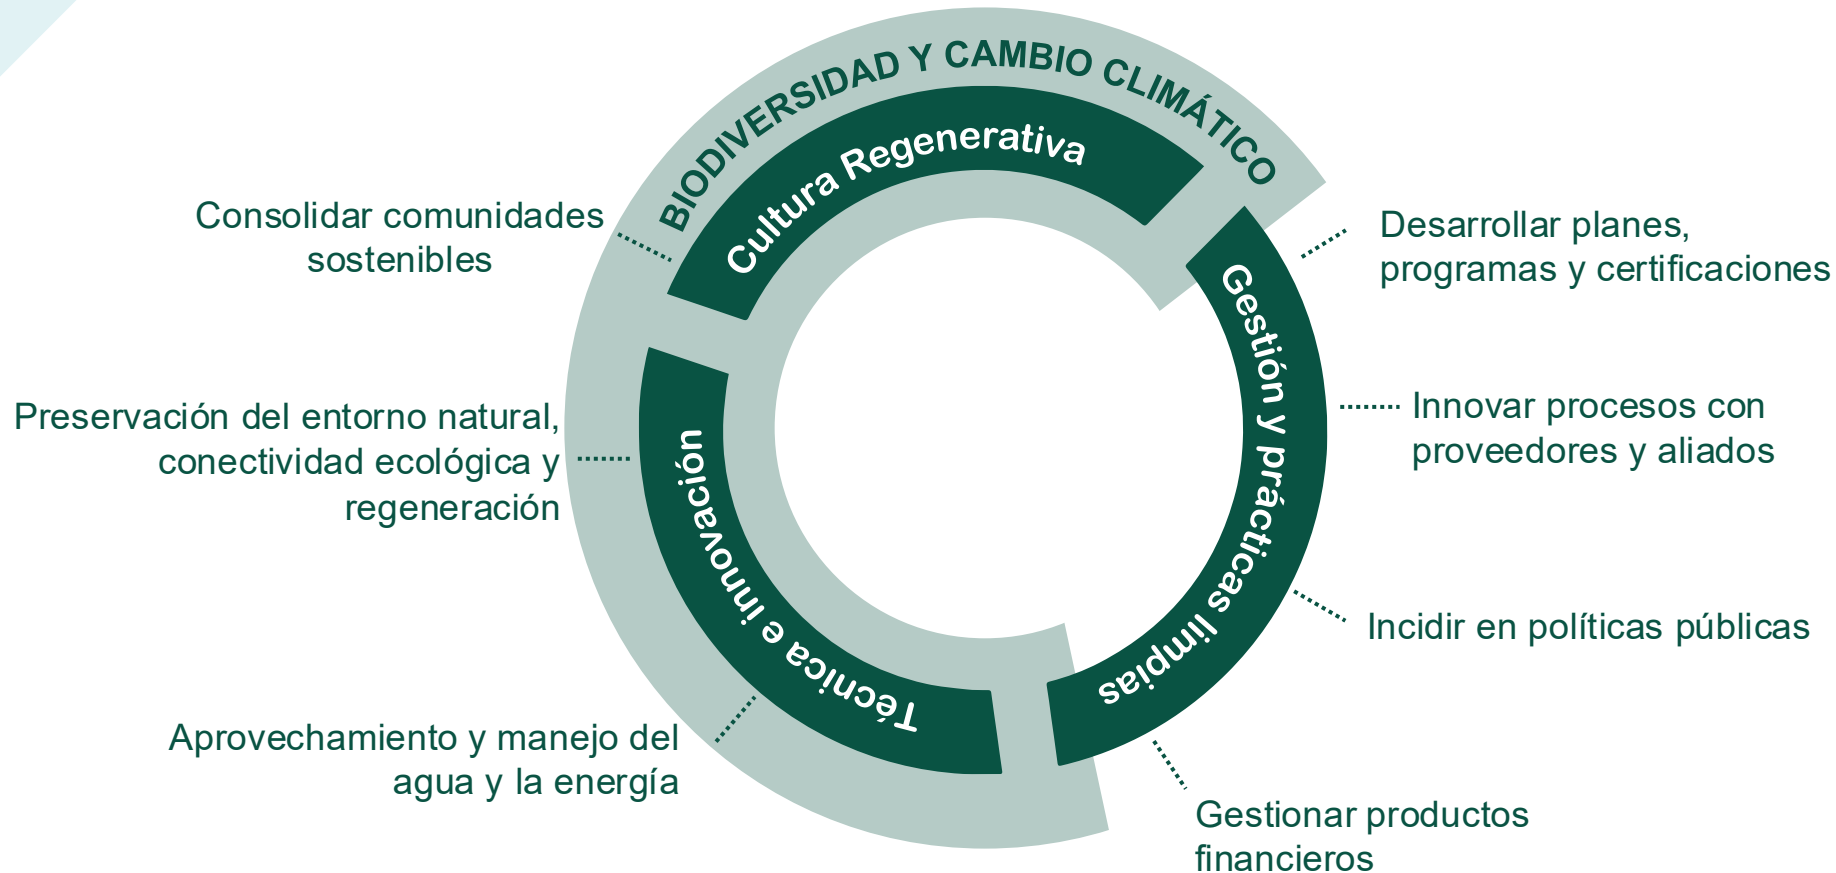 BIODIVERSIDAD Y CAMBIO CLIMÁTICO
Cultura Regenerativa
Consolidar comunidades
sostenibles
Preservación del entorno natural,
conectividad ecológica y
regeneración
Técnica e innovación
Aprovechamiento y manejo del
agua y la energía
Gestión y prácticas limpias
Desarrollar planes,
programas y certificaciones
Innovar procesos con
proveedores y aliados
Incidir en políticas públicas
Gestionar productos
financieros